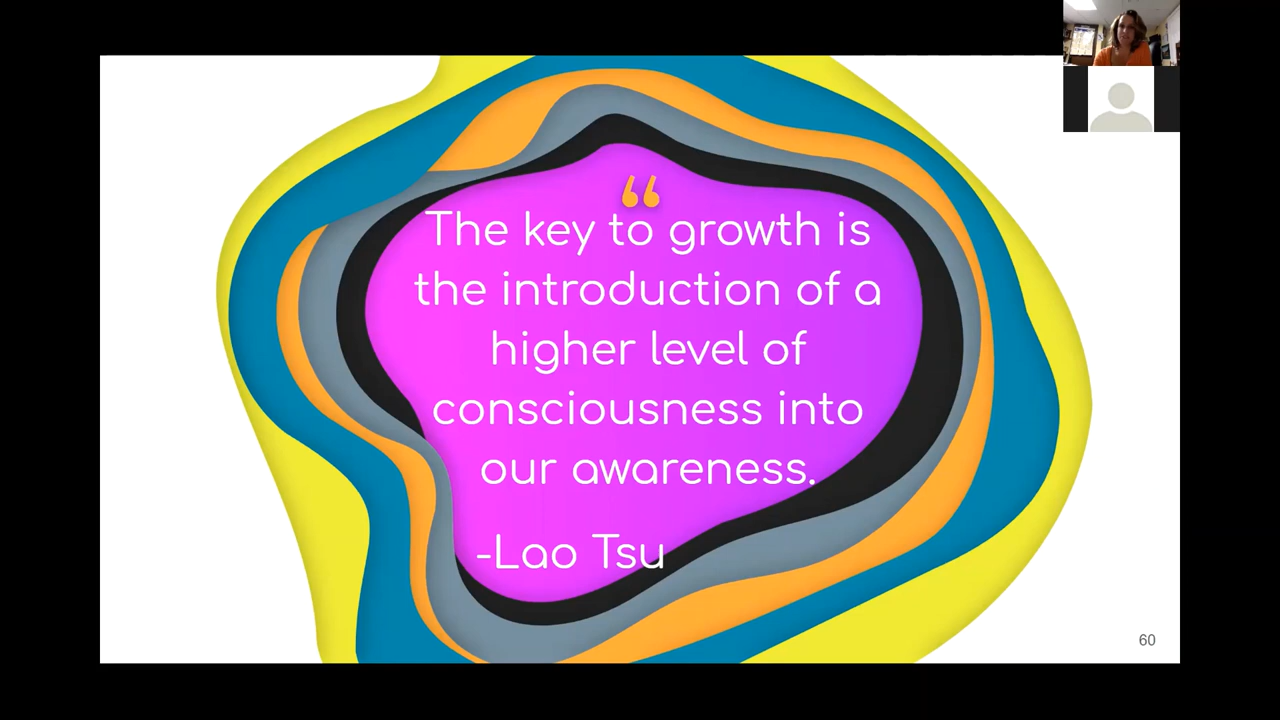 “
The key to growth is
the introduction of a
higher level of
consciousness into
our awareness.
-Lao Tsu
60